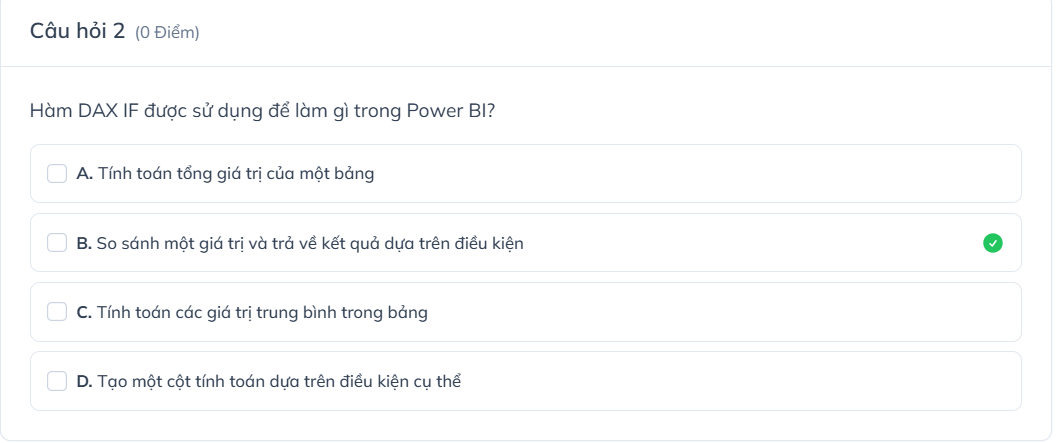 Câu hỏi 2 (0 Điểm)
Hàm DAX IF được sử dụng để làm gì trong Power BI?
A. Tính toán tổng giá trị của một bảng
B. So sánh một giá trị và trả về kết quả dựa trên điều kiện
C. Tính toán các giá trị trung bình trong bảng
D. Tạo một cột tính toán dựa trên điều kiện cụ thể